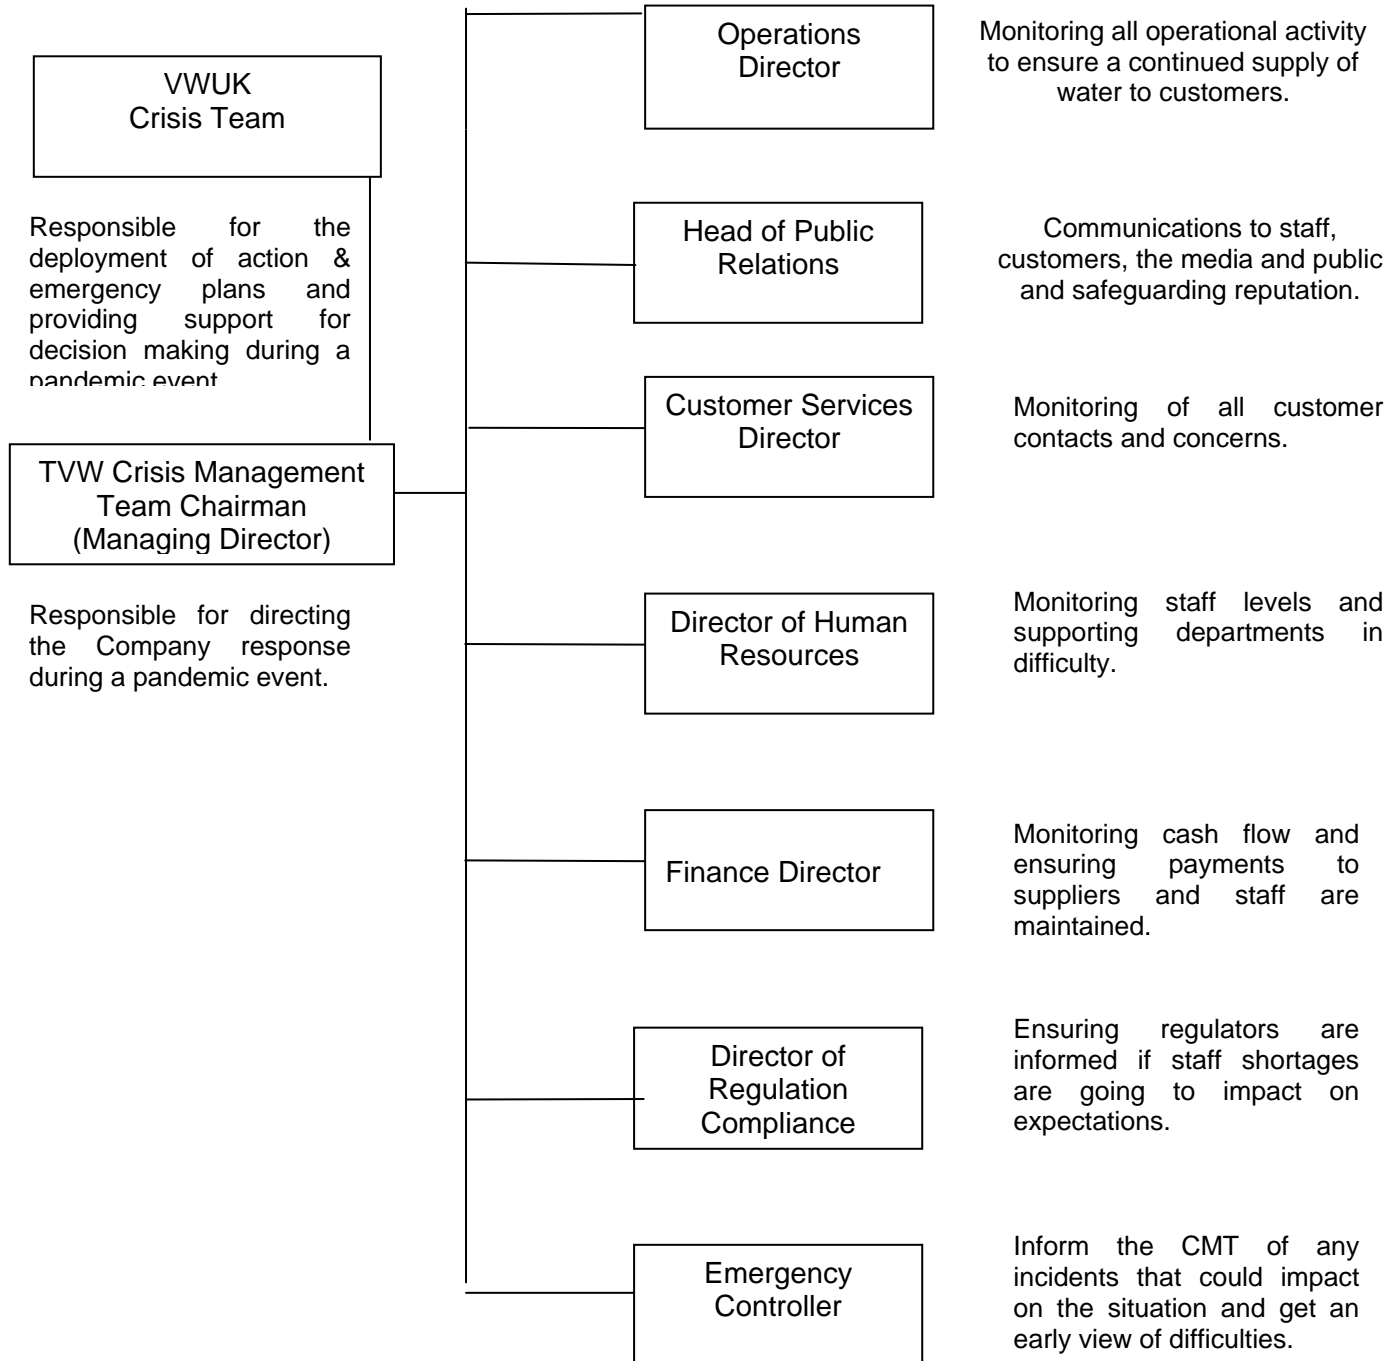 VWUK
Crisis Team
Responsible for the
deployment of action &
emergency plans and
providing support for
decision making during a
pandemic event
TVW Crisis Management
Team Chairman
(Managing Director)
Responsible for directing
the Company response
during a pandemic event.
Operations
Director
Monitoring all operational activity
to ensure a continued supply of
water to customers.
Head of Public
Relations
Communications to staff,
customers, the media and public
and safeguarding reputation.
Customer Services
Director
Monitoring of all customer
contacts and concerns.
Director of Human
Resources
Monitoring staff levels and
supporting departments in
difficulty.
Finance Director
Monitoring cash flow and
ensuring payments to
suppliers and staff are
maintained.
Director of
Regulation
Compliance
Ensuring regulators are
informed if staff shortages
are going to impact on
expectations.
Emergency
Controller
Inform the CMT of any
incidents that could impact
on the situation and get an
early view of difficulties.